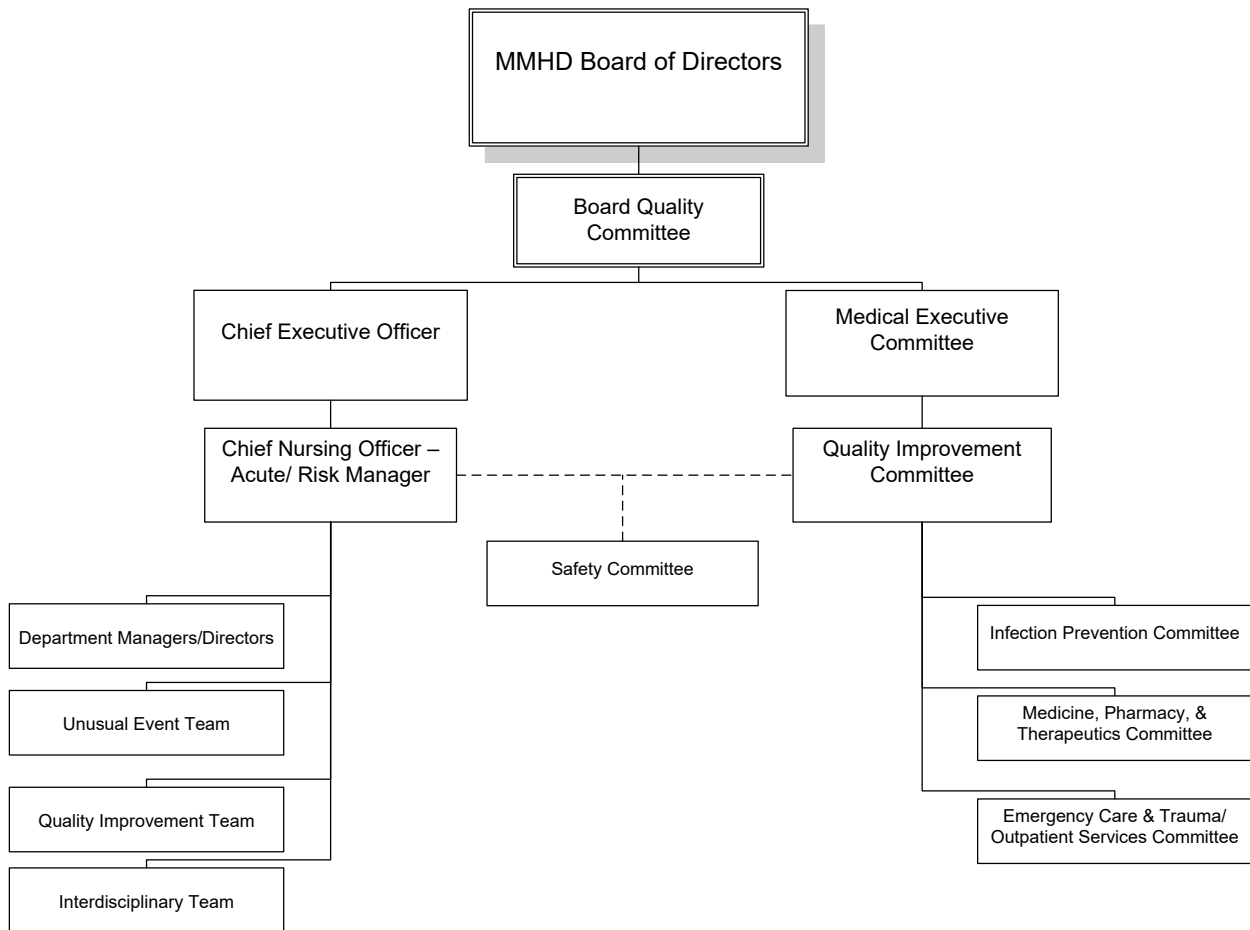 MMHD Board of Directors
Board Quality
Committee
Chief Executive Officer
Medical Executive
Committee
Chief Nursing Officer –
Acute/ Risk Manager
Quality Improvement
Committee
Safety Committee
Department Managers/Directors
Unusual Event Team
Quality Improvement Team
Interdisciplinary Team
Infection Prevention Committee
Medicine, Pharmacy, &
Therapeutics Committee
Emergency Care & Trauma/
Outpatient Services Committee